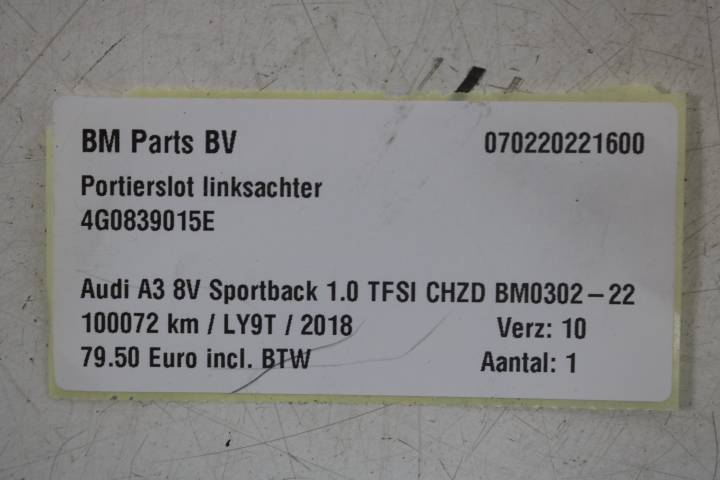 BM Parts BV 070220221600
Portierslot linksachter
4G0839015E
Audi A3 8V Sportback 1.0 TFSI CHZD BM0302-22
100072 km / LY9T / 2018 Verz: 10
79.50 Euro incl. BTW Aantal: 1